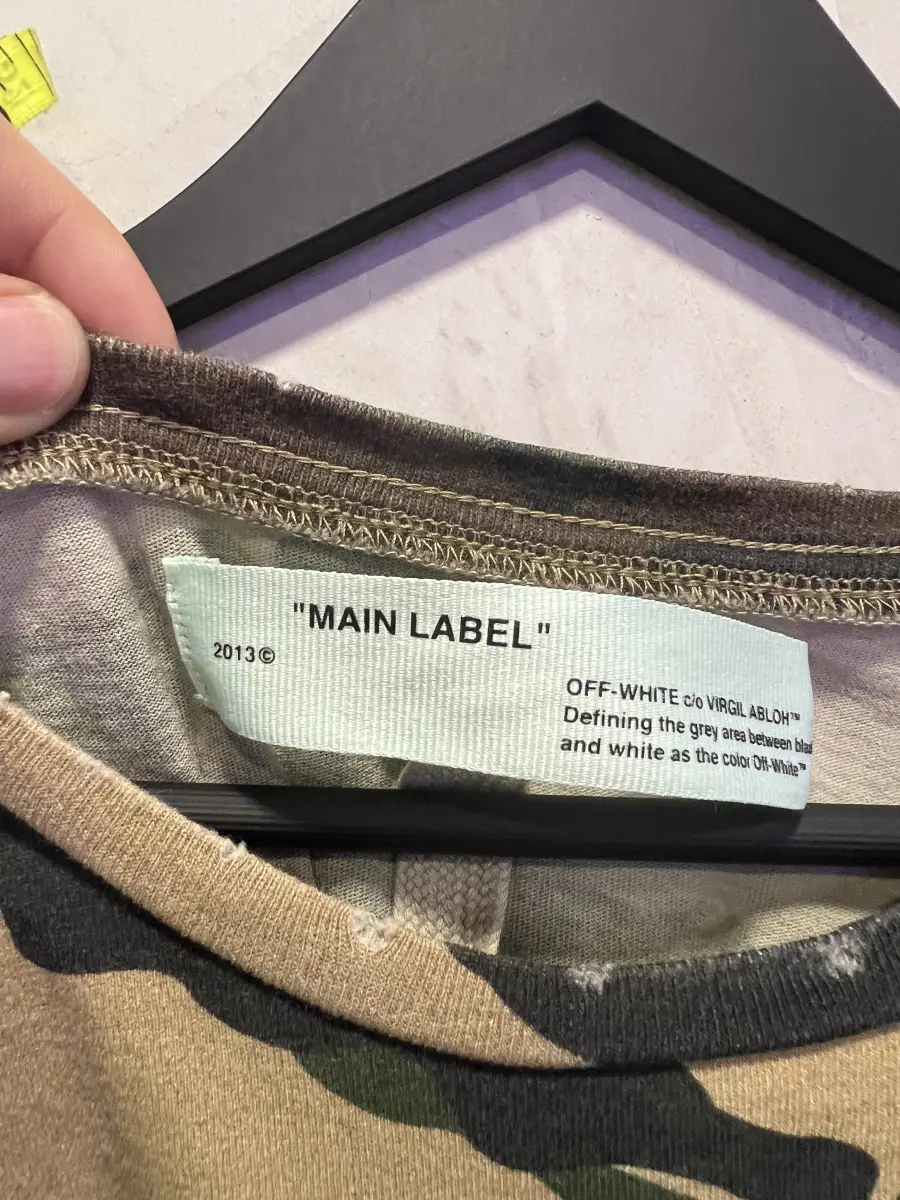 "MAIN LABEL"
2013©
OFF-WHITE c/o VIRGIL ABLOH™
Defining the grey area between
and white as the color Off-White™